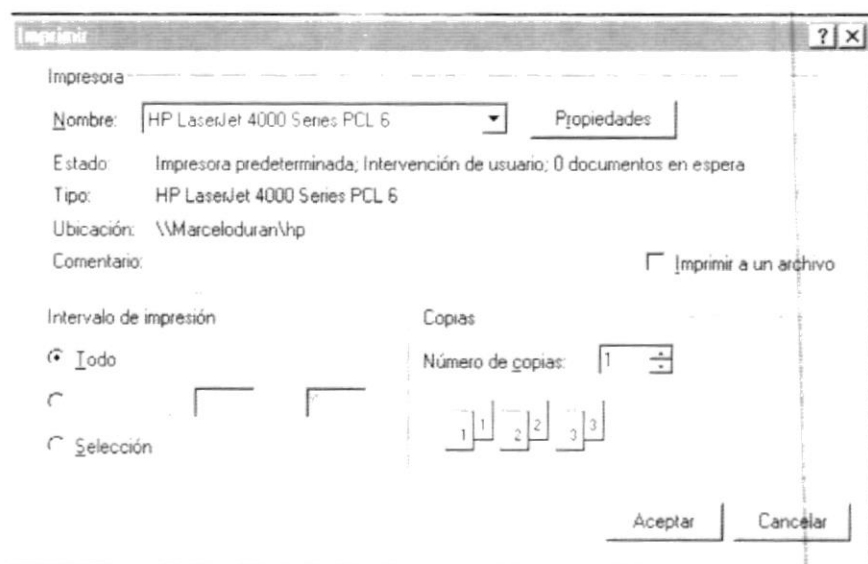 Imprimir
Impresora
Nombre: HP LaserJet 4000 Series PCL 6 Propiedades
Estado: Impresora predeterminada; Intervención de usuario; 0 documentos en espera
Tipo: HP LaserJet 4000 Series PCL 6
Ubicación: \\Marceloduran\hp
Comentario: Imprimir a un archivo
Intervalo de impresión Copias
Todo Número de copias: 1
1 1 2 2 3 3
Selección
Aceptar Cancelar